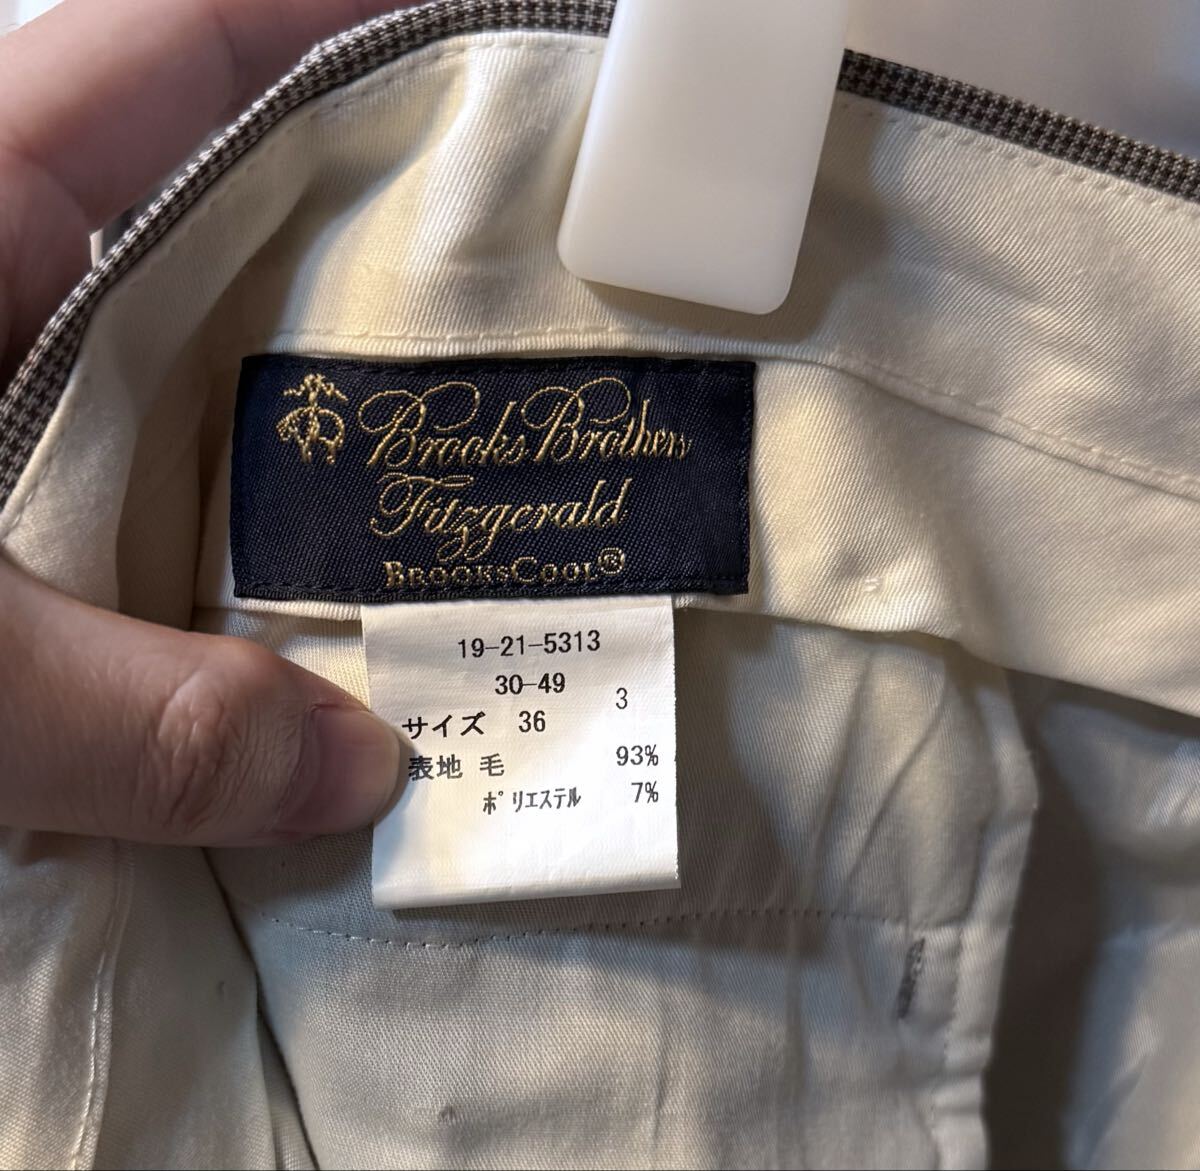 Brooks Brothers
Fitzgerald
BROOKSCOOL®
19-21-5313
30-49
3
サイズ 36
表地 毛 93%
ﾎﾟﾘｴｽﾃﾙ 7%